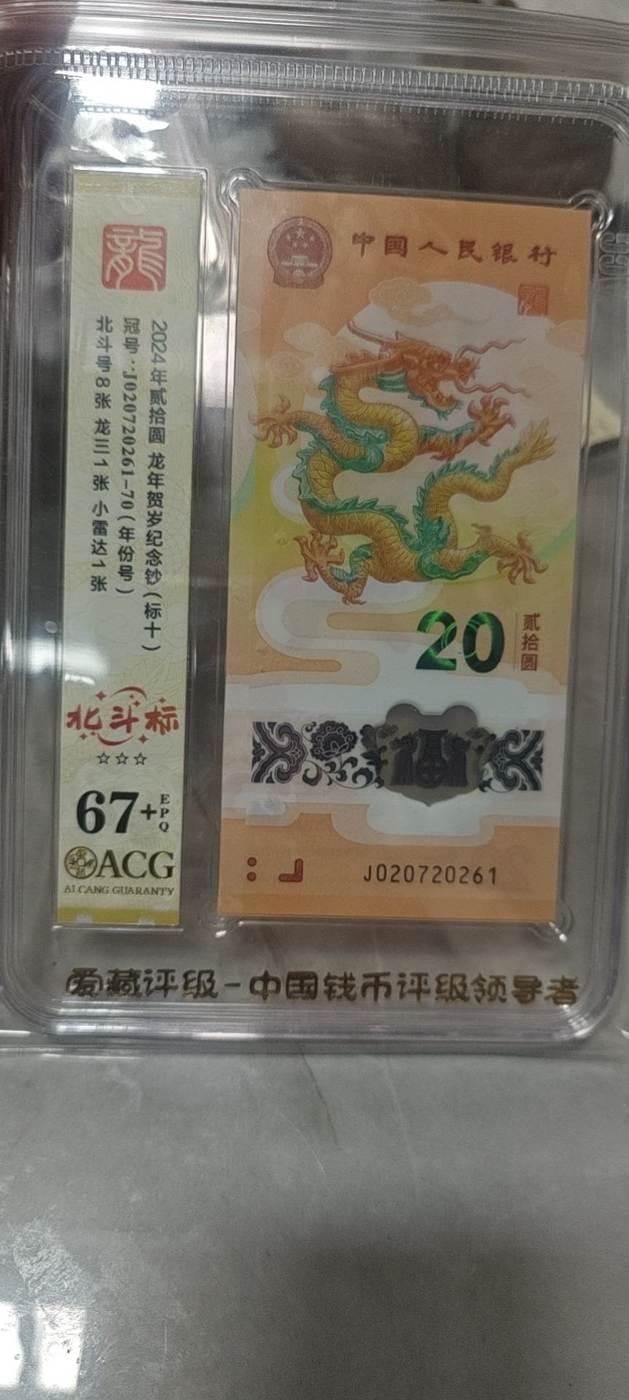 龍
2024年贰拾圆 龙年贺岁纪念钞(标十)
冠号:J020720261-70(年份号)
北斗号8张 龙三1张 小雷达1张
北斗标
☆☆☆
67+EPQ
ACG
AI CANG GUARANTY
中国人民银行
20
贰拾圆
福
J020720261
爱藏评级-中国钱币评级领导者